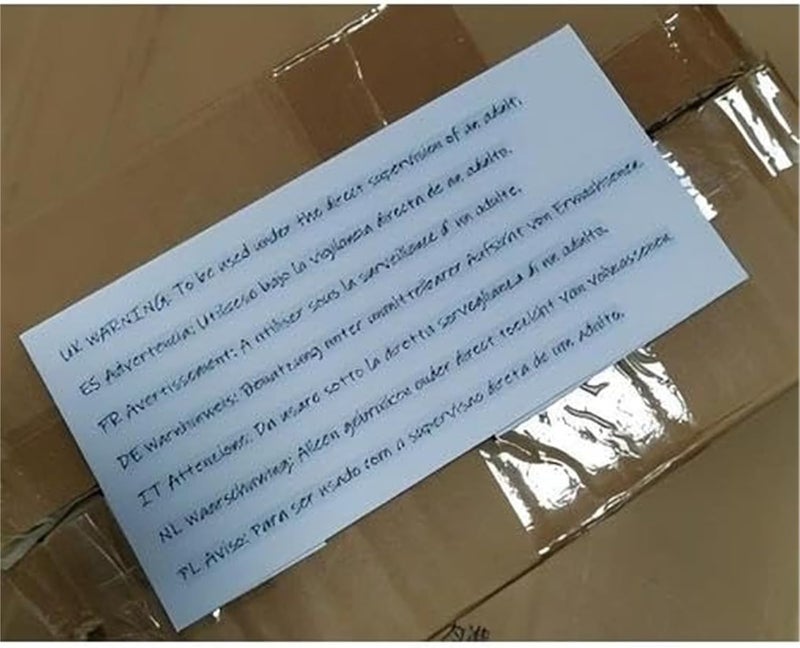 UK WARNING: To be used under the direct supervision of an adult.
ES Advertencia: Utilicese bajo la vigilancia directa de un adulto.
FR Avertissement: A utiliser sous la surveillance d'un adulte.
DE Warnhinweis: Benutzung unter unmittelbarer Aufsicht von Erwachsenen.
IT Attenzione: Da usare sotto la diretta sorveglianza di un adulto.
NL Waarschuwing: Alleen gebruiken onder direct toezicht van volwassenen.
PL Aviso: Para ser usado com a supervisao direta de um adulto.